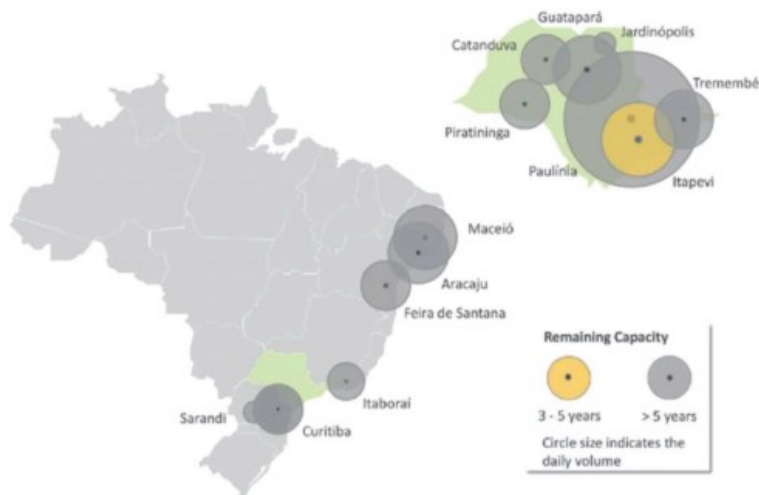 Guatapará
Jardinópolis
Catanduva
Tremembé
Piratininga
Paulínia
Itapevi
Maceió
Aracaju
Feira de Santana
Itaboraí
Sarandi
Curitiba
Remaining Capacity
3 - 5 years
> 5 years
Circle size indicates the
daily volume